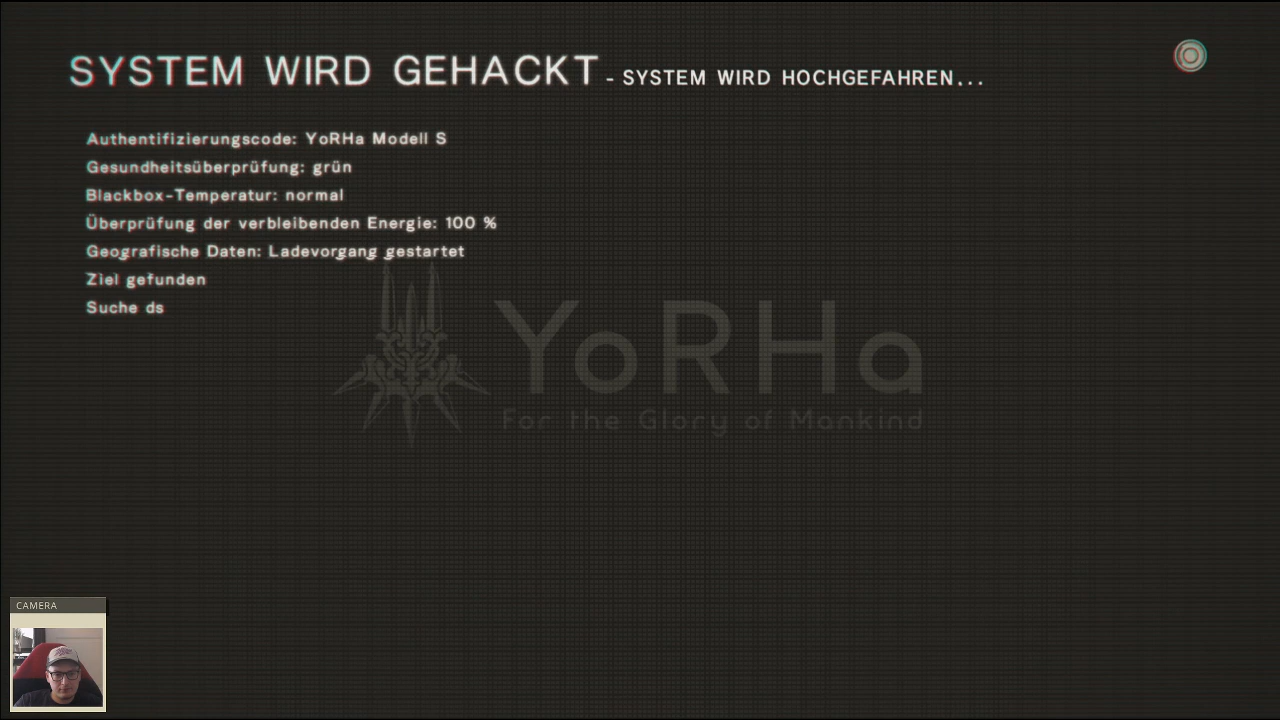 SYSTEM WIRD GEHACKT - SYSTEM WIRD HOCHGEFAHREN...
Authentifizierungscode: YoRHa Modell S
Gesundheitsüberprüfung: grün
Blackbox-Temperatur: normal
Überprüfung der verbleibenden Energie: 100 %
Geografische Daten: Ladevorgang gestartet
Ziel gefunden
Suche ds
YoRHa
For the Glory of Mankind
CAMERA